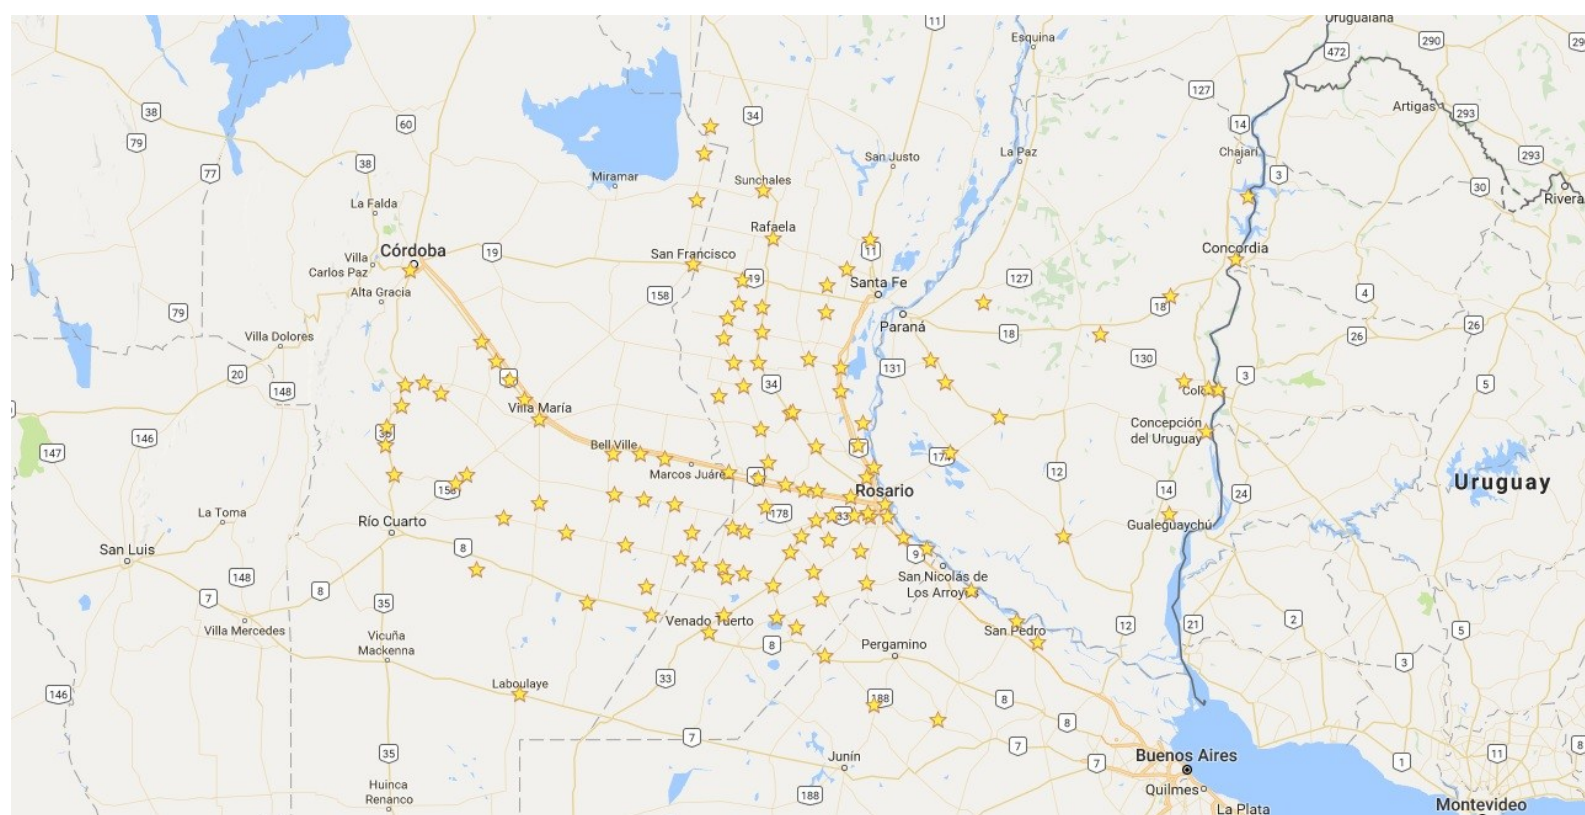 11
Uruguaiana
Esquina
472
290
127
Artigas
293
38
34
60
14
79
San Justo
La Paz
Chajarí
293
38
77
Miramar
Sunchales
3
30
Rivera
La Falda
Rafaela
Córdoba
19
San Francisco
11
Concordia
Villa
Carlos Paz
19
127
Santa Fe
Alta Gracia
158
4
79
18
Paraná
18
26
26
Villa Dolores
130
20
131
3
5
148
34
Villa María
Concepción
del Uruguay
146
Bell Ville
147
12
Marcos Juáre
Uruguay
Rosario
14
24
La Toma
Río Cuarto
178
33
Gualeguaychú
San Luis
8
9
148
San Nicolás de
Los Arroyos
7
8
35
2
Villa Mercedes
Venado Tuerto
12
21
5
Vicuña
Mackenna
8
San Pedro
Pergamino
3
33
Laboulaye
146
188
8
8
7
7
35
Junín
Buenos Aires
7
1
11
8
Huinca
Renanco
188
Quilmes
Montevideo
La Plata